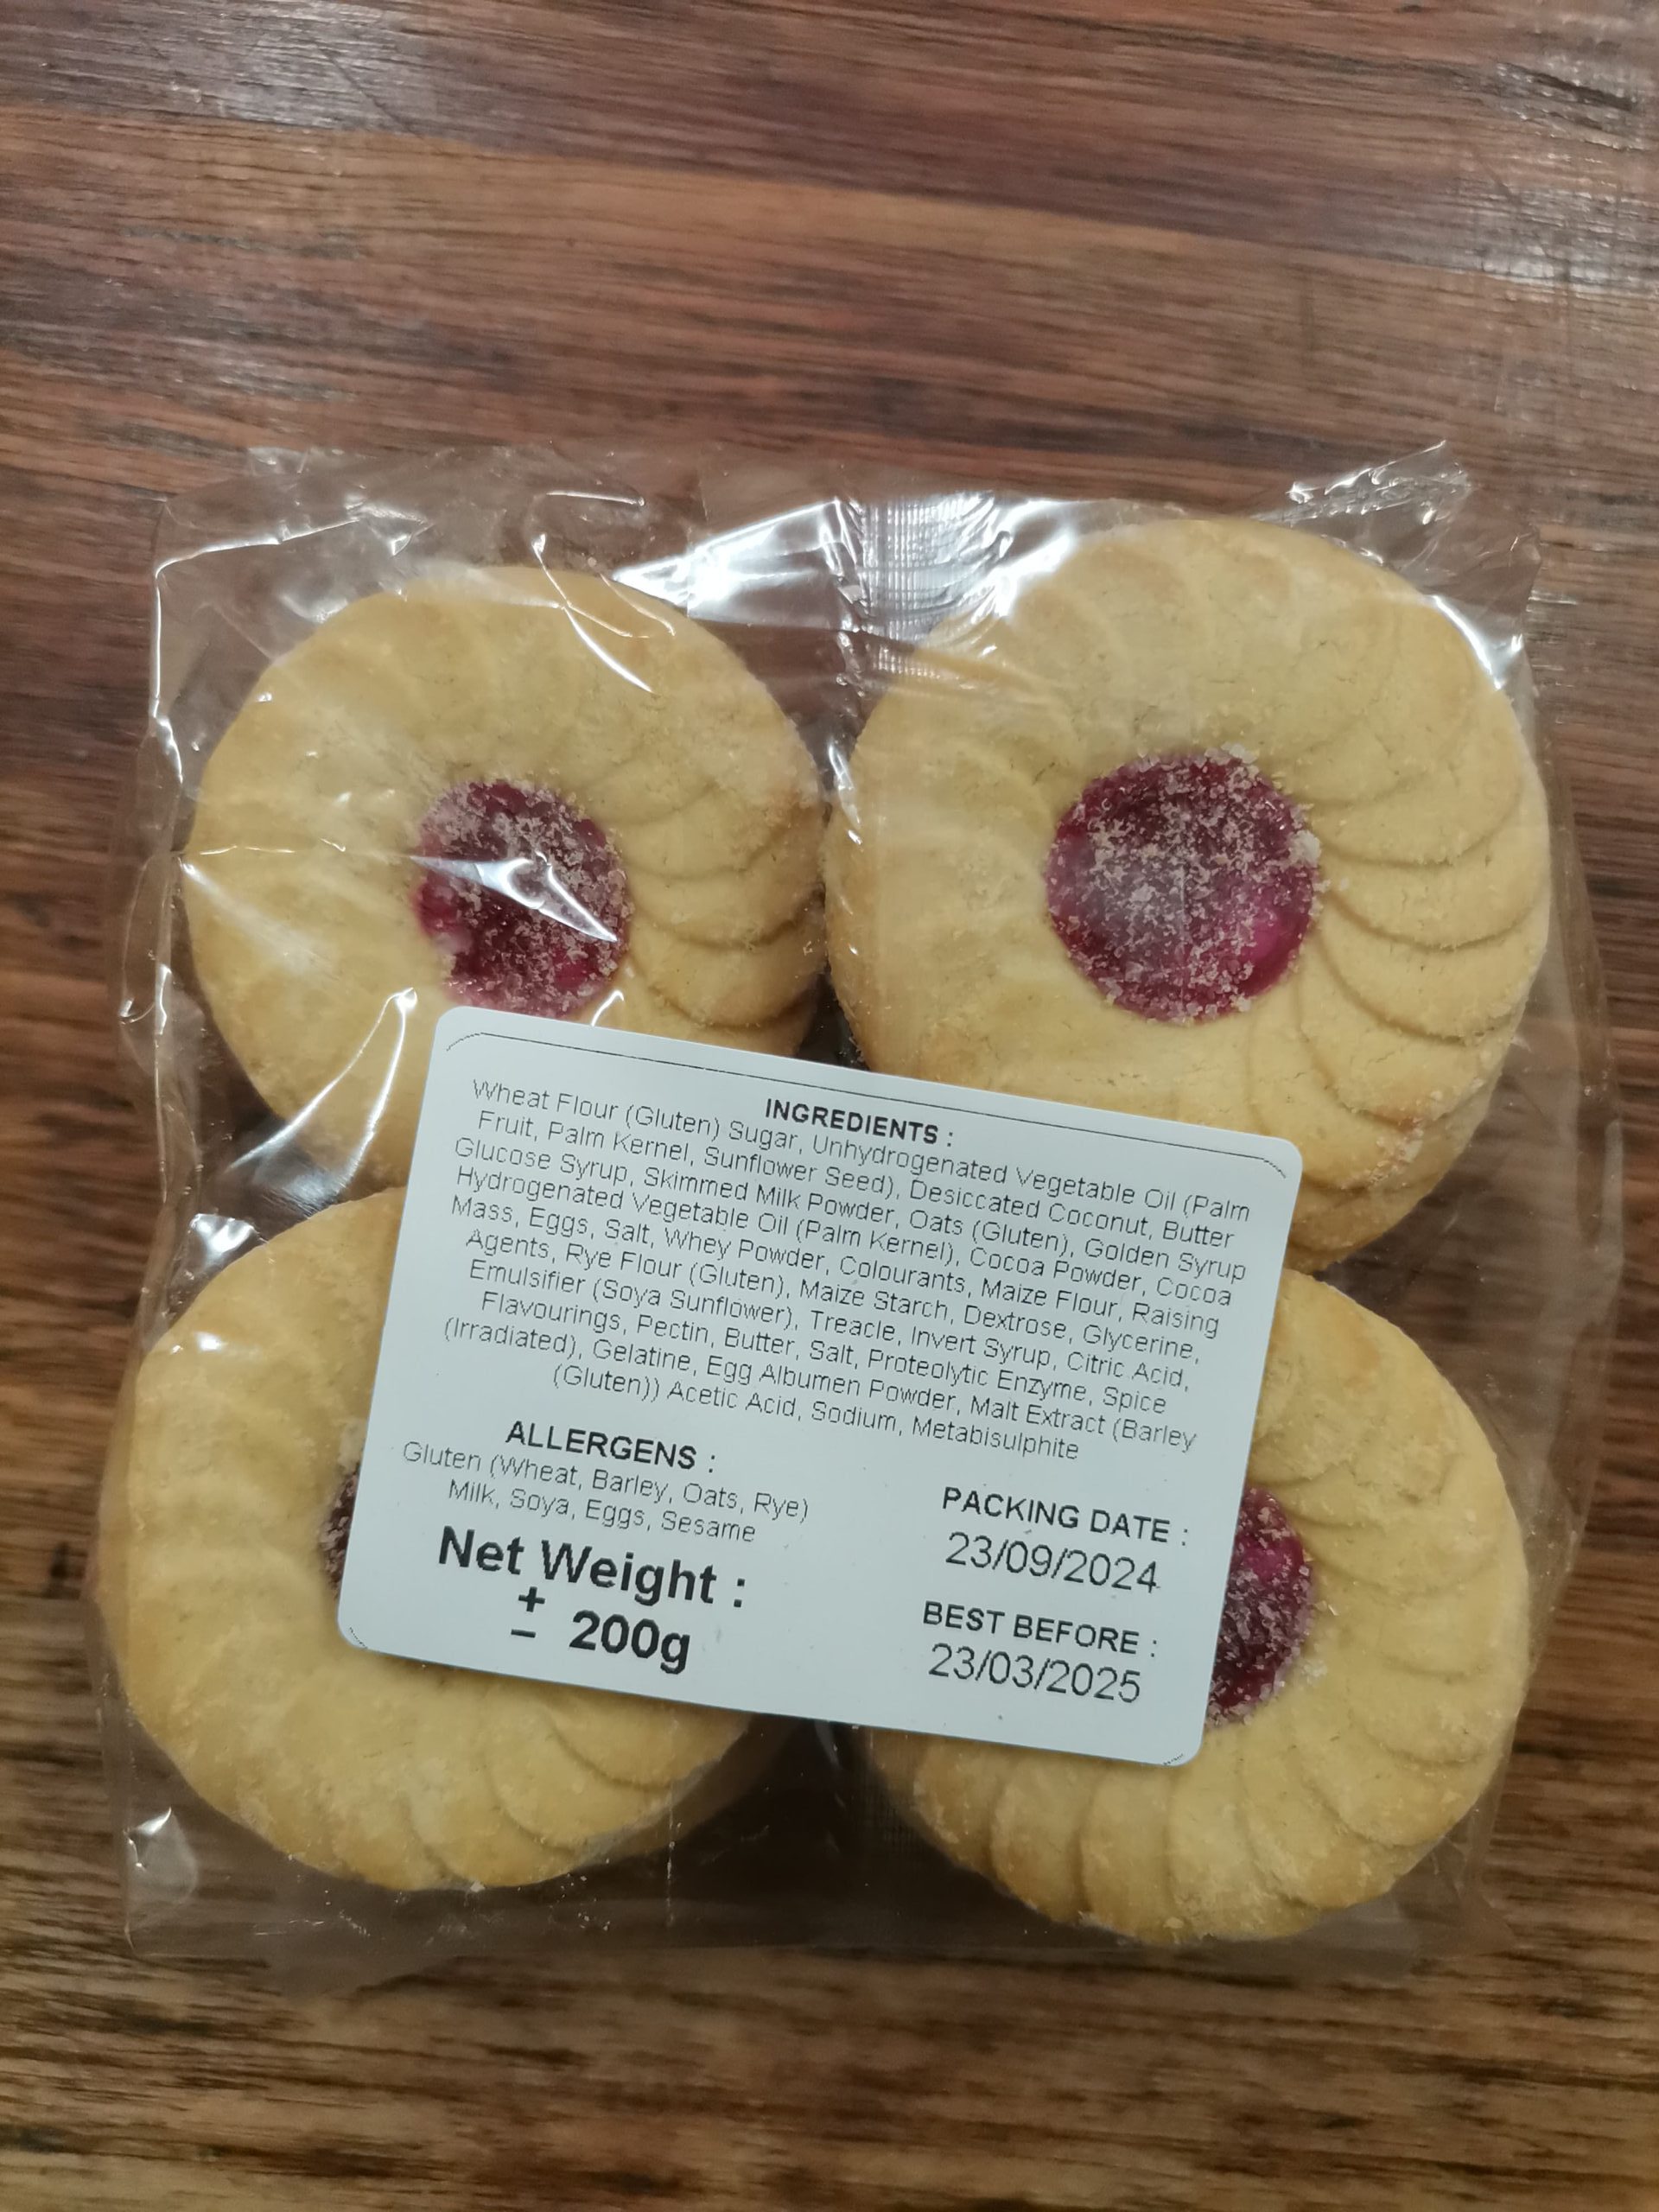 INGREDIENTS :
Wheat Flour (Gluten) Sugar, Unhydrogenated Vegetable Oil (Palm
Fruit, Palm Kernel, Sunflower Seed), Desiccated Coconut, Butter
Glucose Syrup, Skimmed Milk Powder, Oats (Gluten), Golden Syrup
Hydrogenated Vegetable Oil (Palm Kernel), Cocoa Powder, Cocoa
Mass, Eggs, Salt, Whey Powder, Colourants, Maize Flour, Raising
Agents, Rye Flour (Gluten), Maize Starch, Dextrose, Glycerine,
Emulsifier (Soya Sunflower), Treacle, Invert Syrup, Citric Acid,
Flavourings, Pectin, Butter, Salt, Proteolytic Enzyme, Spice
(Irradiated), Gelatine, Egg Albumen Powder, Malt Extract (Barley
(Gluten)) Acetic Acid, Sodium, Metabisulphite
ALLERGENS :
Gluten (Wheat, Barley, Oats, Rye)
Milk, Soya, Eggs, Sesame
Net Weight :
± 200g
PACKING DATE :
23/09/2024
BEST BEFORE :
23/03/2025